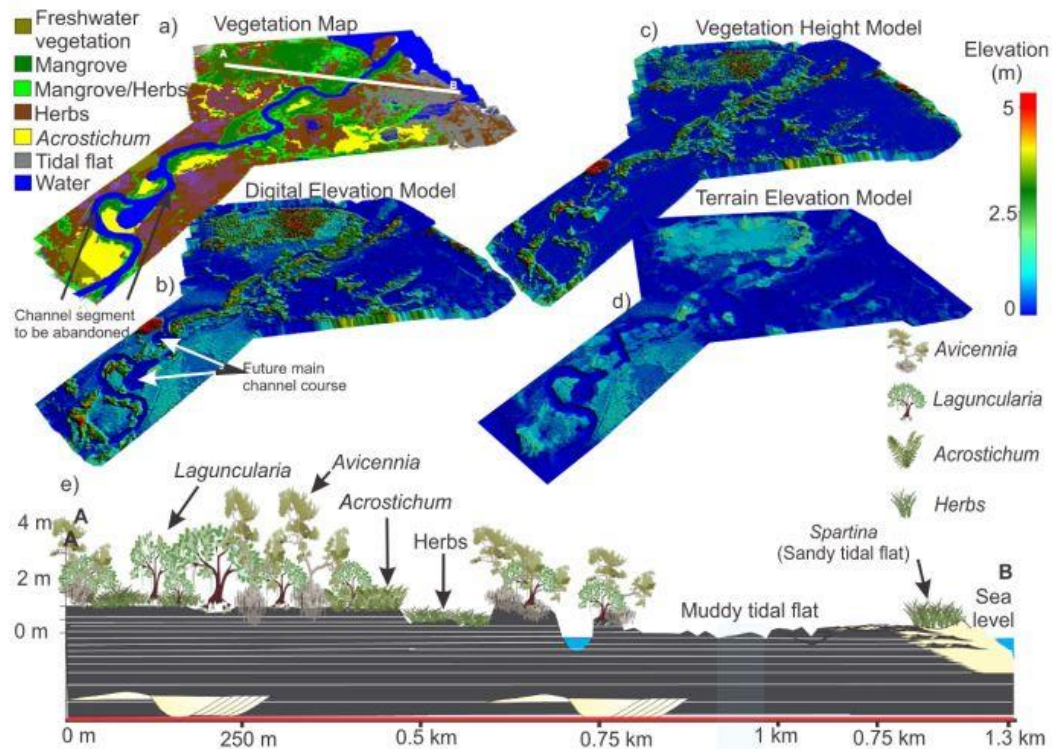 Freshwater
vegetation
Mangrove
Mangrove/Herbs
Herbs
Acrostichum
Tidal flat
Water
a)
Vegetation Map
A
B
Channel segment
to be abandoned
b)
Digital Elevation Model
Future main
channel course
c)
Vegetation Height Model
Elevation
(m)
5
2.5
0
d)
Terrain Elevation Model
Avicennia
Laguncularia
Acrostichum
Herbs
e)
A
A
4 m
2 m
0 m
Laguncularia
Avicennia
Acrostichum
Herbs
Muddy tidal flat
Spartina
(Sandy tidal flat)
B
Sea
level
0 m
250 m
0.5 km
0.75 km
1 km
0.75 km
1.3 km